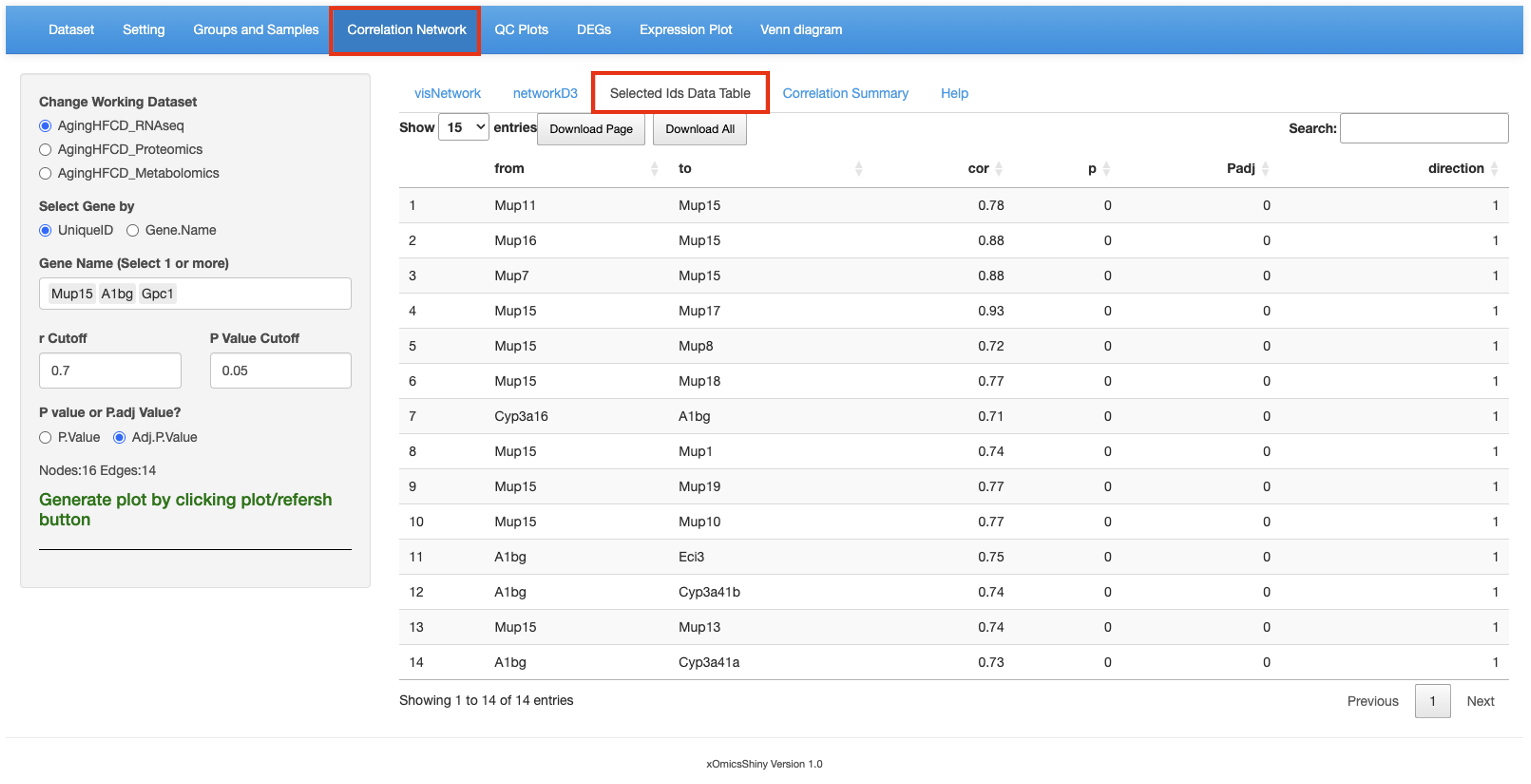 Dataset Setting Groups and Samples Correlation Network QC Plots DEGs Expression Plot Venn diagram
Change Working Dataset
AgingHFCD_RNAseq
AgingHFCD_Proteomics
AgingHFCD_Metabolomics
Select Gene by
UniqueID Gene.Name
Gene Name (Select 1 or more)
Mup15 A1bg Gpc1
r Cutoff P Value Cutoff
0.7 0.05
P value or P.adj Value?
P.Value Adj.P.Value
Nodes:16 Edges:14
Generate plot by clicking plot/refersh
button
visNetwork networkD3 Selected Ids Data Table Correlation Summary Help
Show 15 entries Download Page Download All Search:
from to cor p Padj direction
1 Mup11 Mup15 0.78 0 0 1
2 Mup16 Mup15 0.88 0 0 1
3 Mup7 Mup15 0.88 0 0 1
4 Mup15 Mup17 0.93 0 0 1
5 Mup15 Mup8 0.72 0 0 1
6 Mup15 Mup18 0.77 0 0 1
7 Cyp3a16 A1bg 0.71 0 0 1
8 Mup15 Mup1 0.74 0 0 1
9 Mup15 Mup19 0.77 0 0 1
10 Mup15 Mup10 0.77 0 0 1
11 A1bg Eci3 0.75 0 0 1
12 A1bg Cyp3a41b 0.74 0 0 1
13 Mup15 Mup13 0.74 0 0 1
14 A1bg Cyp3a41a 0.73 0 0 1
Showing 1 to 14 of 14 entries Previous 1 Next
xOmicsShiny Version 1.0